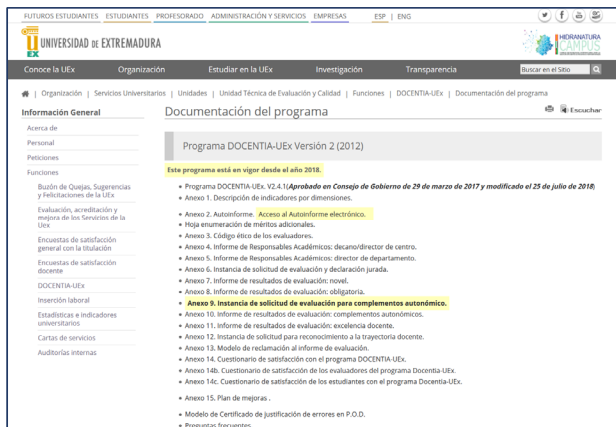 FUTUROS ESTUDIANTES ESTUDIANTES PROFESORADO ADMINISTRACIÓN Y SERVICIOS EMPRESAS ESP | ENG
UNIVERSIDAD DE EXTREMADURA
UEX
HIDRANATURA
CAMPUS
Conoce la UEx Organización Estudiar en la UEx Investigación Transparencia Buscar en el Sitio
| Organización | Servicios Universitarios | Unidades | Unidad Técnica de Evaluación y Calidad | Funciones | DOCENTIA-UEx | Documentación del programa
Información General
Acerca de
Personal
Peticiones
Funciones
Buzón de Quejas, Sugerencias
y Felicitaciones de la UEx
Evaluación, acreditación y
mejora de los Servicios de la
Uex
Encuestas de satisfacción
general con la titulación
Encuestas de satisfacción
docente
DOCENTIA-UEx
Inserción laboral
Estadísticas e indicadores
universitarios
Cartas de servicios
Auditorías internas
Documentación del programa
Escuchar
Programa DOCENTIA-UEx Versión 2 (2012)
Este programa está en vigor desde el año 2018.
• Programa DOCENTIA-UEx. V2.4.1(Aprobado en Consejo de Gobierno de 29 de marzo de 2017 y modificado el 25 de julio de 2018)
• Anexo 1. Descripción de indicadores por dimensiones.
• Anexo 2. Autoinforme. Acceso al Autoinforme electrónico.
• Hoja enumeración de méritos adicionales.
• Anexo 3. Código ético de los evaluadores.
• Anexo 4. Informe de Responsables Académicos: decano/director de centro.
• Anexo 5. Informe de Responsables Académicos: director de departamento.
• Anexo 6. Instancia de solicitud de evaluación y declaración jurada.
• Anexo 7. Informe de resultados de evaluación: novel.
• Anexo 8. Informe de resultados de evaluación: obligatoria.
• Anexo 9. Instancia de solicitud de evaluación para complementos autonómico.
• Anexo 10. Informe de resultados de evaluación: complementos autonómicos.
• Anexo 11. Informe de resultados de evaluación: excelencia docente.
• Anexo 12. Instancia de solicitud para reconocimiento a la trayectoria docente.
• Anexo 13. Modelo de reclamación al informe de evaluación.
• Anexo 14. Cuestionario de satisfacción con el programa DOCENTIA-UEx.
• Anexo 14b. Cuestionario de satisfacción de los evaluadores del programa Docentia-UEx.
• Anexo 14c. Cuestionario de satisfacción de los estudiantes con el programa Docentia-UEx.
• Anexo 15. Plan de mejoras .
• Modelo de Certificado de justificación de errores en P.O.D.
• Preguntas frecuentes